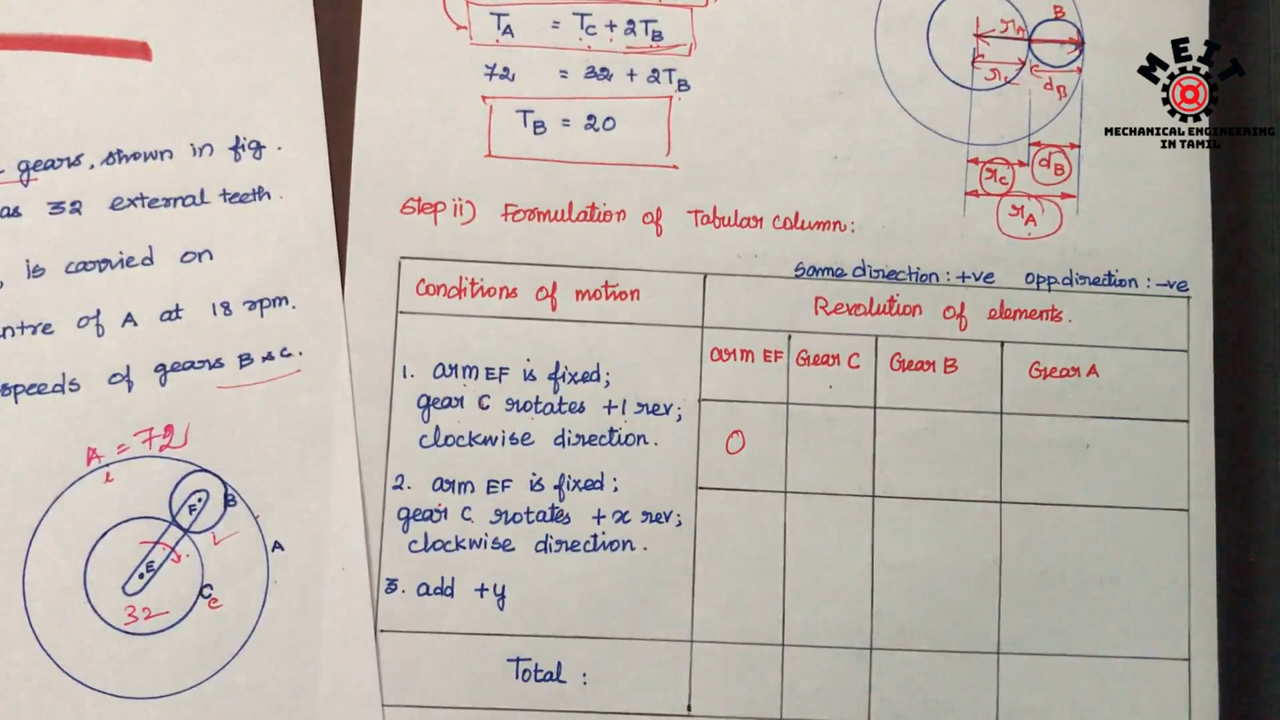 TA = TC + 2TB
72 = 32 + 2TB
TB = 20
gears, shown in fig.
as 32 external teeth.
is carried on
ntre of A at 18 rpm.
speeds of gears B & C.
A = 72
i
B
F
A
E
C
e
32
rA
B
rC
dB
rC
dB
rA
MEIT
MECHANICAL ENGINEERING
IN TAMIL
Step ii) Formulation of Tabular column:
same direction: +ve opp.direction: -ve
Conditions of motion
Revolution of elements.
arm EF Gear C Gear B Gear A
1. arm EF is fixed;
gear C rotates +1 rev;
clockwise direction.
0
2. arm EF is fixed;
gear C rotates +x rev;
clockwise direction.
3. add +y
Total :